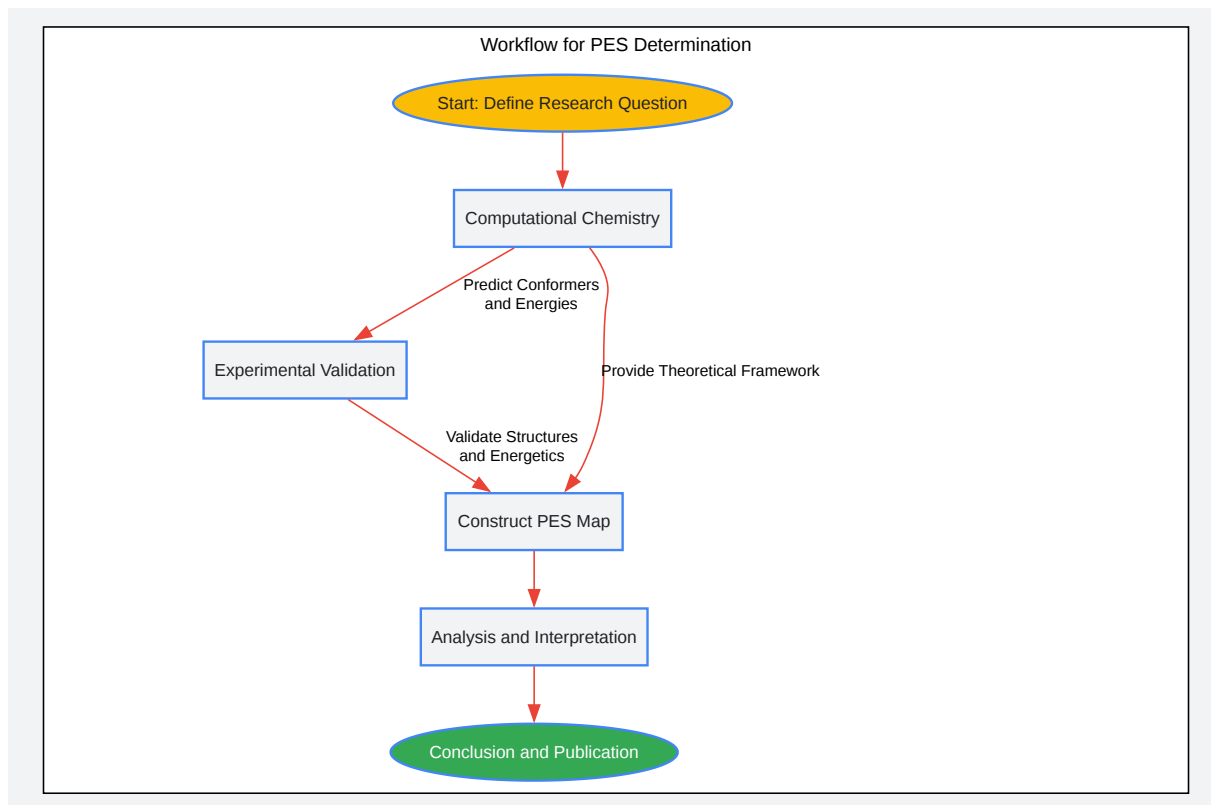 Workflow for PES Determination
Start: Define Research Question
Computational Chemistry
Predict Conformers
and Energies
Experimental Validation
Provide Theoretical Framework
Validate Structures
and Energetics
Construct PES Map
Analysis and Interpretation
Conclusion and Publication